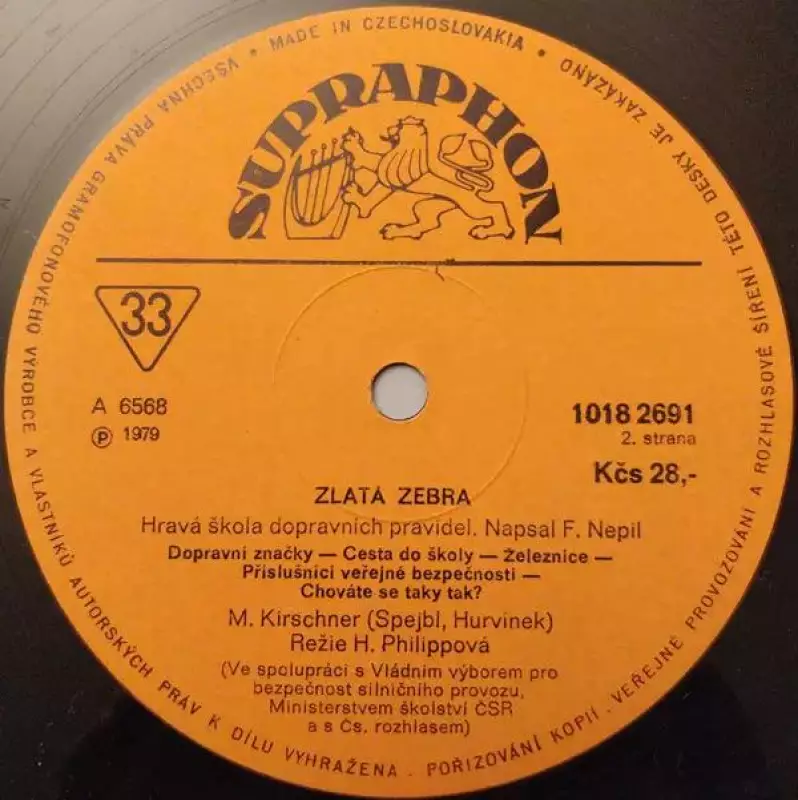 • MADE IN CZECHOSLOVAKIA •
SUPRAPHON
33
A 6568
℗ 1979
1018 2691
2. strana
Kčs 28,-
ZLATÁ ZEBRA
Hravá škola dopravních pravidel. Napsal F. Nepil
Dopravní značky — Cesta do školy — Železnice —
Příslušníci veřejné bezpečnosti —
Chováte se taky tak?
M. Kirschner (Spejbl, Hurvínek)
Režie H. Philippová
(Ve spolupráci s Vládním výborem pro
bezpečnost silničního provozu,
Ministerstvem školství ČSR
a s Čs. rozhlasem)
VŠECHNA PRÁVA GRAMOFONOVÉHO VÝROBCE A VLASTNÍKŮ AUTORSKÝCH PRÁV K DÍLU VYHRAŽENA. POŘIZOVÁNÍ KOPIÍ. VEŘEJNÉ PROVOZOVÁNÍ A ROZHLASOVÉ ŠÍŘENÍ TÉTO DESKY JE ZAKÁZÁNO